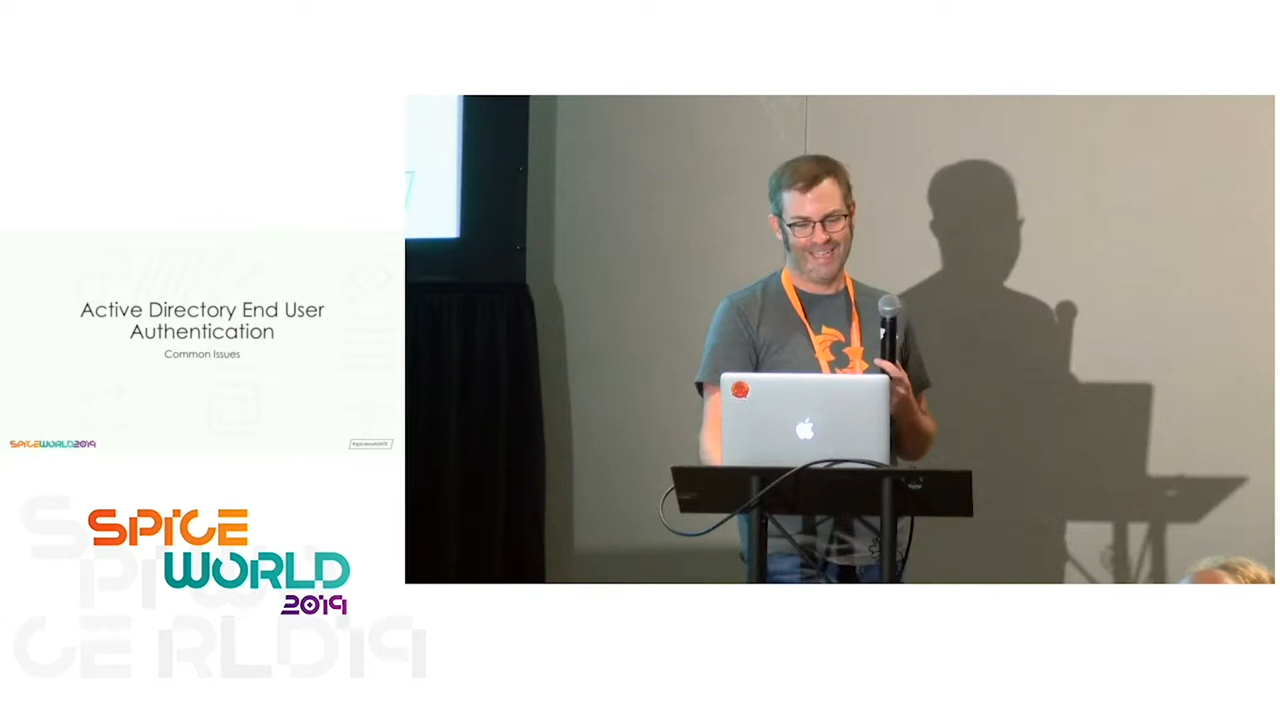 Active Directory End User
Authentication
Common Issues
SPICEWORLD2019
SPICE
WORLD
2019